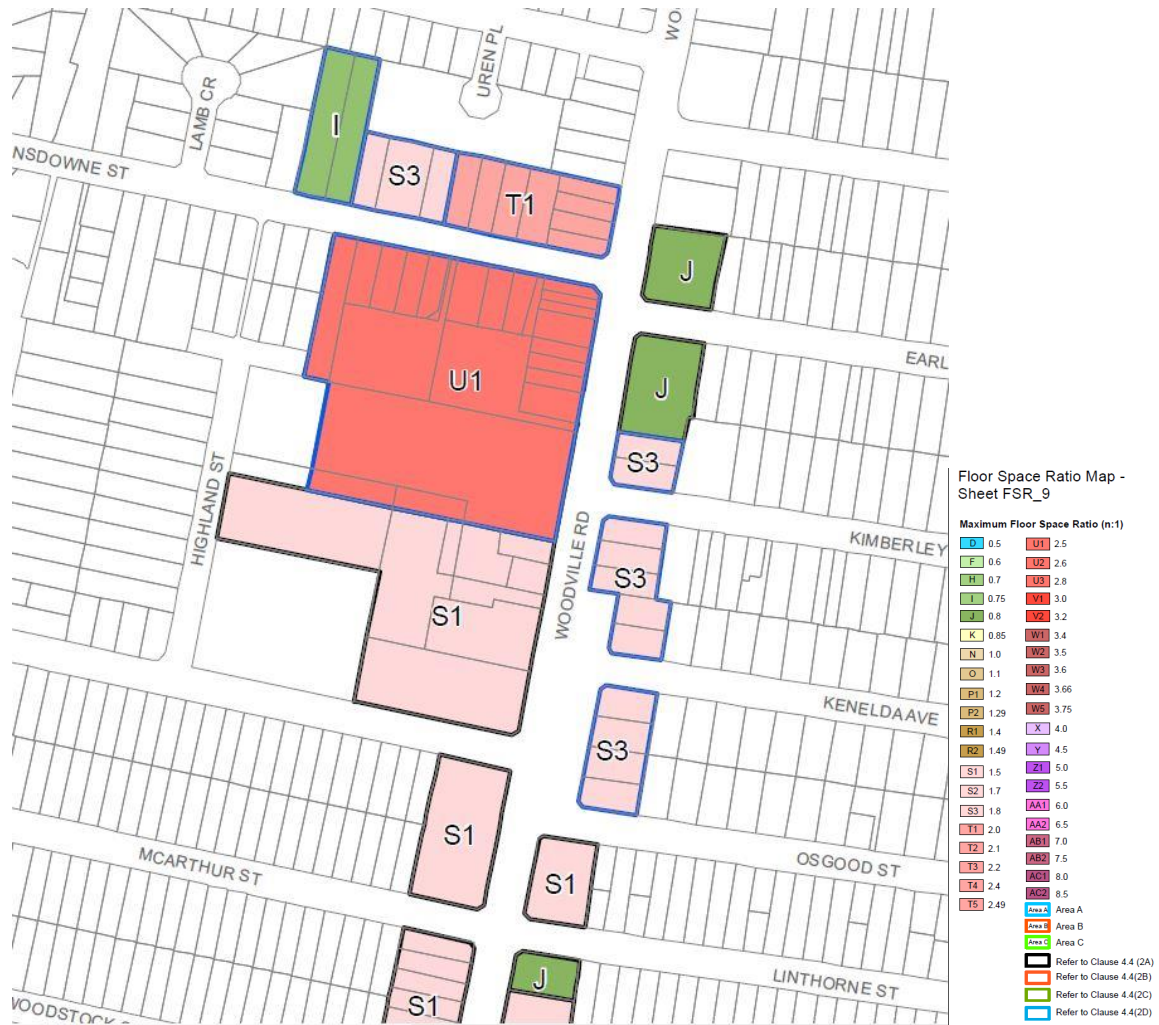 WO
UREN PL
LAMB CR
I
NSDOWNE ST
S3
T1
J
EARL
U1
J
S3
HIGHLAND ST
KIMBERLEY
WOODVILLE RD
S3
S1
KENELDA AVE
S3
S1
OSGOOD ST
MCARTHUR ST
S1
LINTHORNE ST
J
S1
WOODSTOCK
Floor Space Ratio Map -
Sheet FSR_9
Maximum Floor Space Ratio (n:1)
D 0.5
F 0.6
H 0.7
I 0.75
J 0.8
K 0.85
N 1.0
O 1.1
P1 1.2
P2 1.29
R1 1.4
R2 1.49
S1 1.5
S2 1.7
S3 1.8
T1 2.0
T2 2.1
T3 2.2
T4 2.4
T5 2.49
U1 2.5
U2 2.6
U3 2.8
V1 3.0
V2 3.2
W1 3.4
W2 3.5
W3 3.6
W4 3.66
W5 3.75
X 4.0
Y 4.5
Z1 5.0
Z2 5.5
AA1 6.0
AA2 6.5
AB1 7.0
AB2 7.5
AC1 8.0
AC2 8.5
Area A Area A
Area B Area B
Area C Area C
Refer to Clause 4.4 (2A)
Refer to Clause 4.4(2B)
Refer to Clause 4.4(2C)
Refer to Clause 4.4(2D)